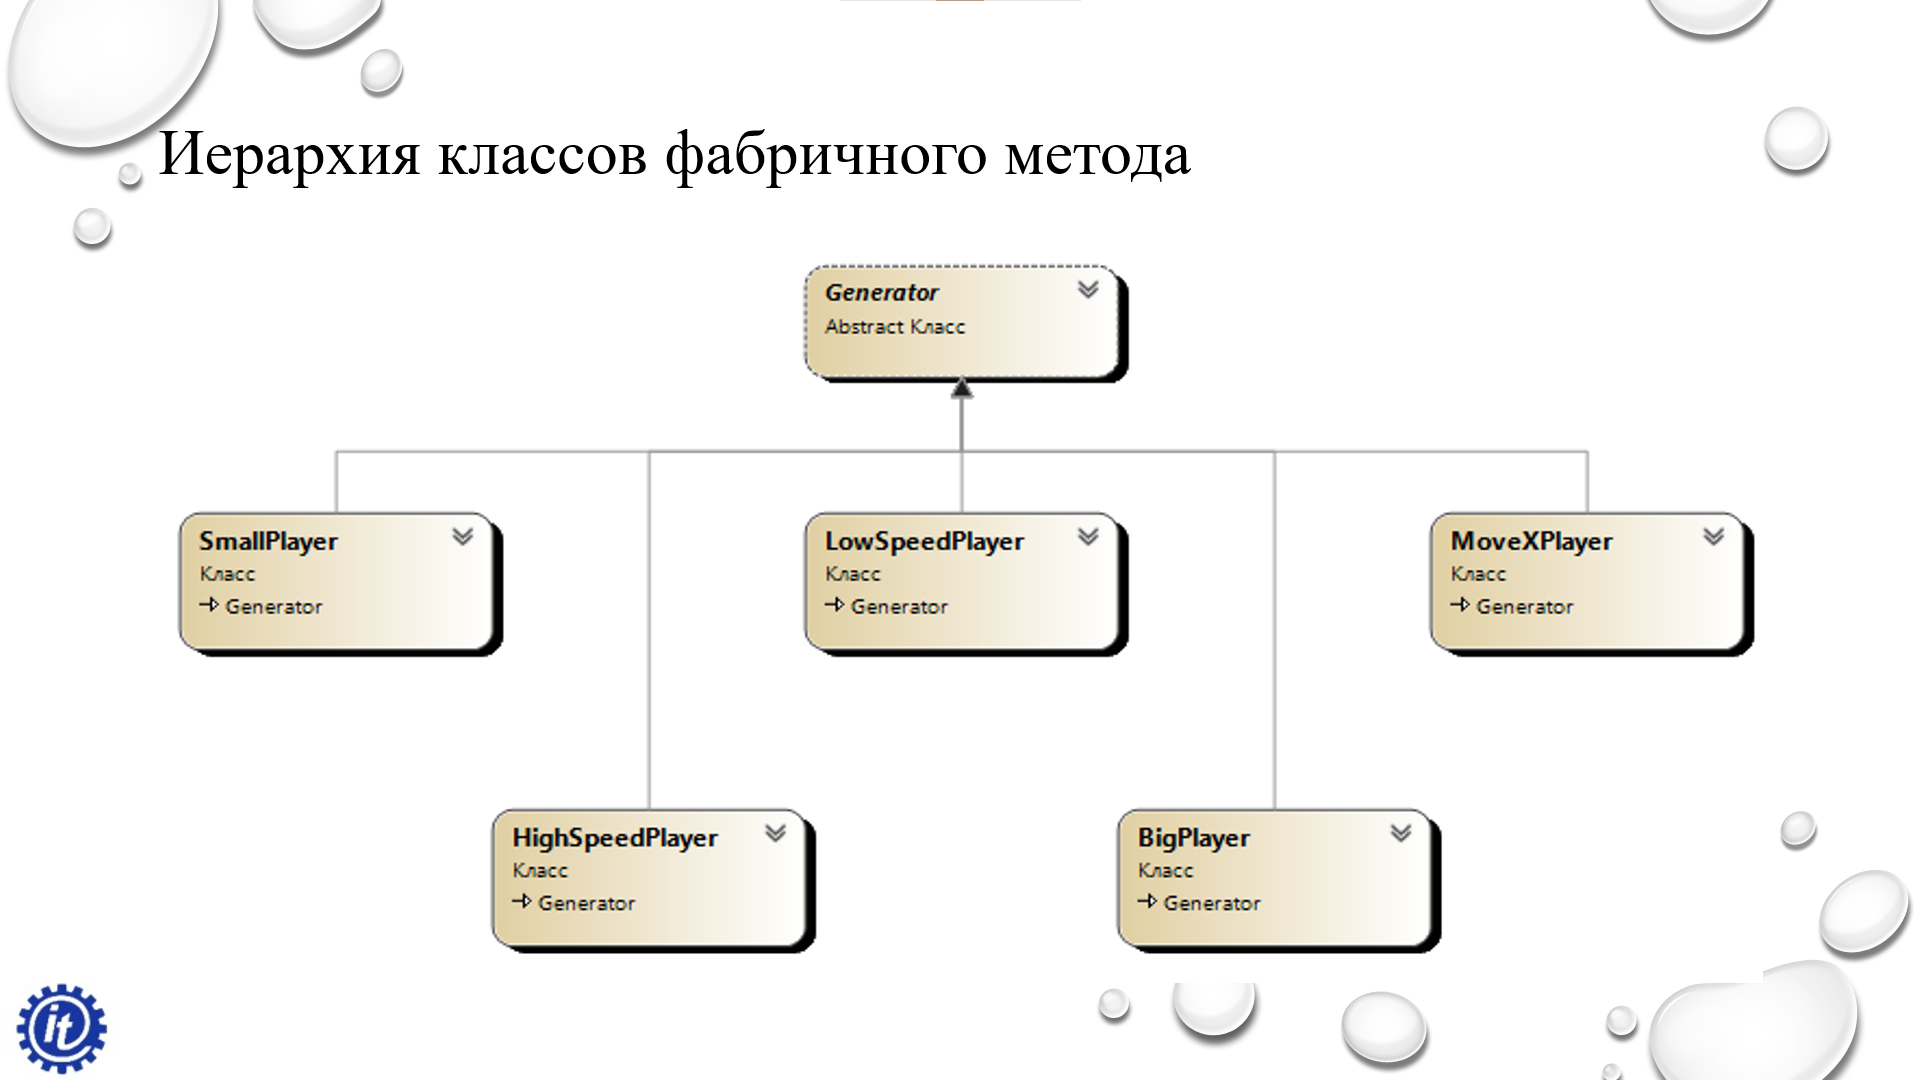 Иерархия классов фабричного метода
Generator
Abstract Класс
SmallPlayer
Класс
Generator
LowSpeedPlayer
Класс
Generator
MoveXPlayer
Класс
Generator
HighSpeedPlayer
Класс
Generator
BigPlayer
Класс
Generator
it